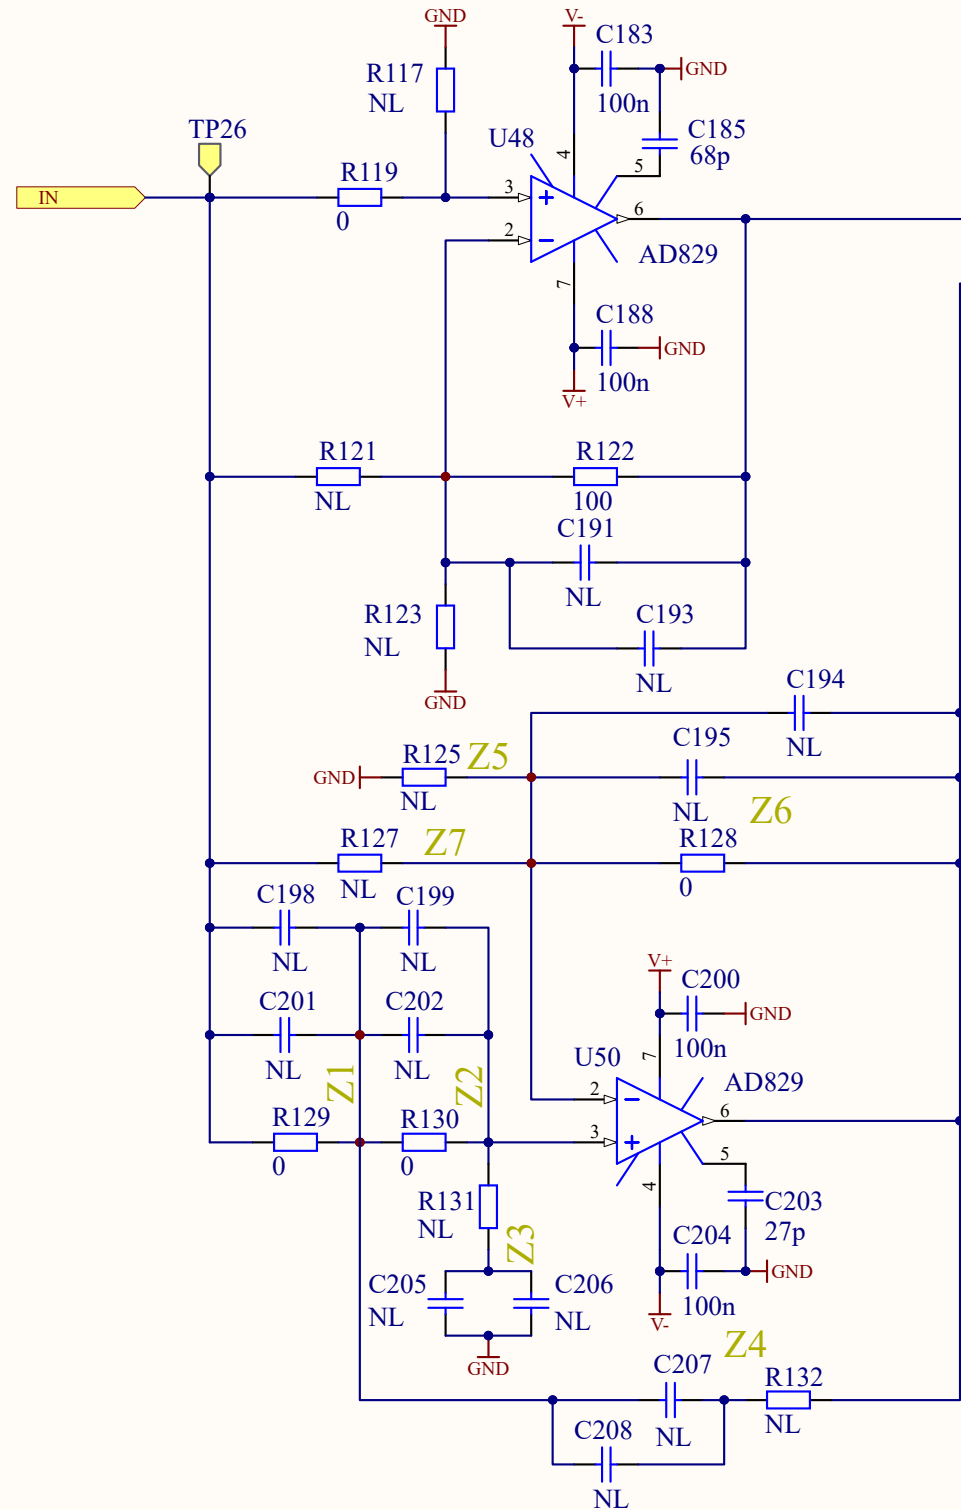 GND
V-
C183
R117
GND
NL
100n
TP26
U48
C185
68p
4
5
IN
R119
3
0
2
6
AD829
7
C188
GND
100n
V+
R121
R122
NL
100
C191
NL
R123
C193
NL
NL
GND
C194
C195
NL
R125
Z5
GND
NL
NL
Z6
R127
Z7
R128
NL
0
C198
C199
NL
NL
V+
C200
GND
100n
C201
C202
NL
NL
U50
7
AD829
Z1
Z2
2
6
R129
R130
3
0
0
5
4
R131
NL
C203
27p
Z3
C204
GND
100n
C205
C206
NL
NL
V-
GND
Z4
C207
R132
NL
NL
C208
NL